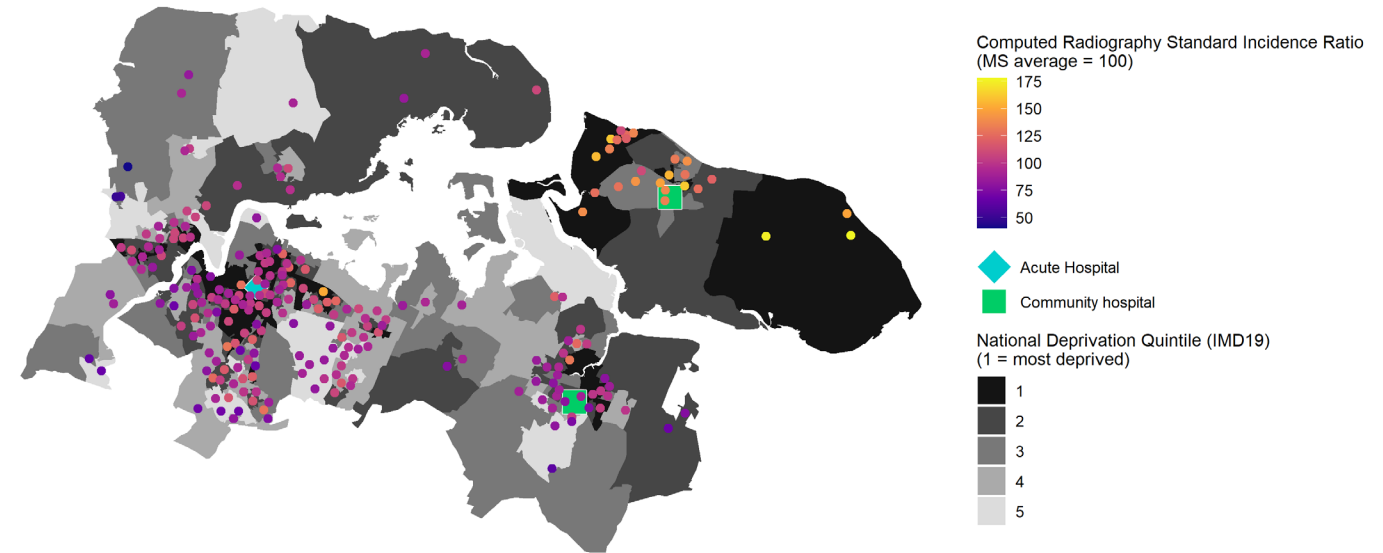 Computed Radiography Standard Incidence Ratio
(MS average = 100)
175
150
125
100
75
50
Acute Hospital
Community hospital
National Deprivation Quintile (IMD19)
(1 = most deprived)
1
2
3
4
5